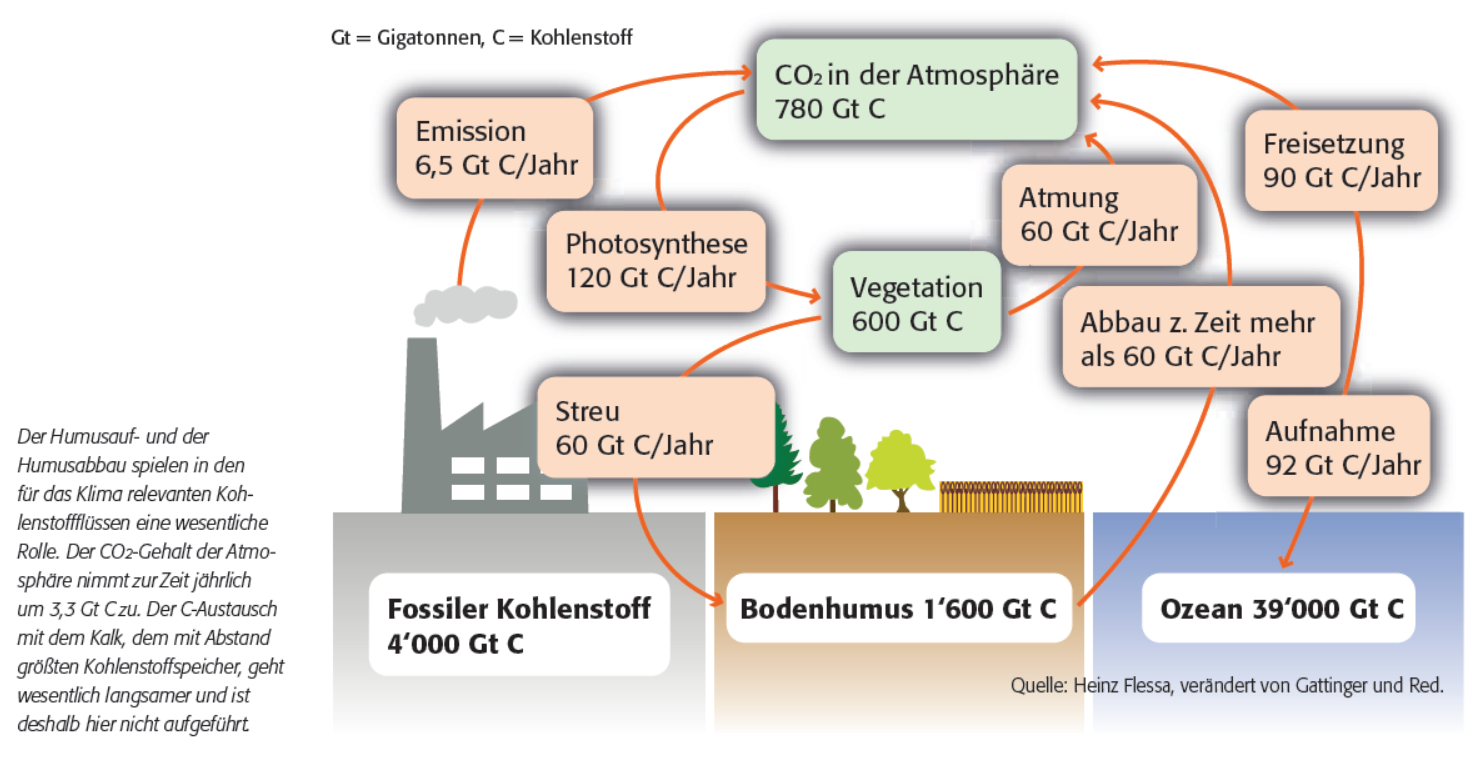 Gt = Gigatonnen, C = Kohlenstoff
CO₂ in der Atmosphäre
780 Gt C
Emission
6,5 Gt C/Jahr
Freisetzung
90 Gt C/Jahr
Atmung
60 Gt C/Jahr
Photosynthese
120 Gt C/Jahr
Vegetation
600 Gt C
Abbau z. Zeit mehr
als 60 Gt C/Jahr
Streu
60 Gt C/Jahr
Aufnahme
92 Gt C/Jahr
Der Humusauf- und der
Humusabbau spielen in den
für das Klima relevanten Koh-
lenstoffflüssen eine wesentliche
Rolle. Der CO₂-Gehalt der Atmo-
sphäre nimmt zur Zeit jährlich
um 3,3 Gt C zu. Der C-Austausch
mit dem Kalk, dem mit Abstand
größten Kohlenstoffspeicher, geht
wesentlich langsamer und ist
deshalb hier nicht aufgeführt.
Fossiler Kohlenstoff
4‘000 Gt C
Bodenhumus 1‘600 Gt C
Ozean 39‘000 Gt C
Quelle: Heinz Flessa, verändert von Gattinger und Red.